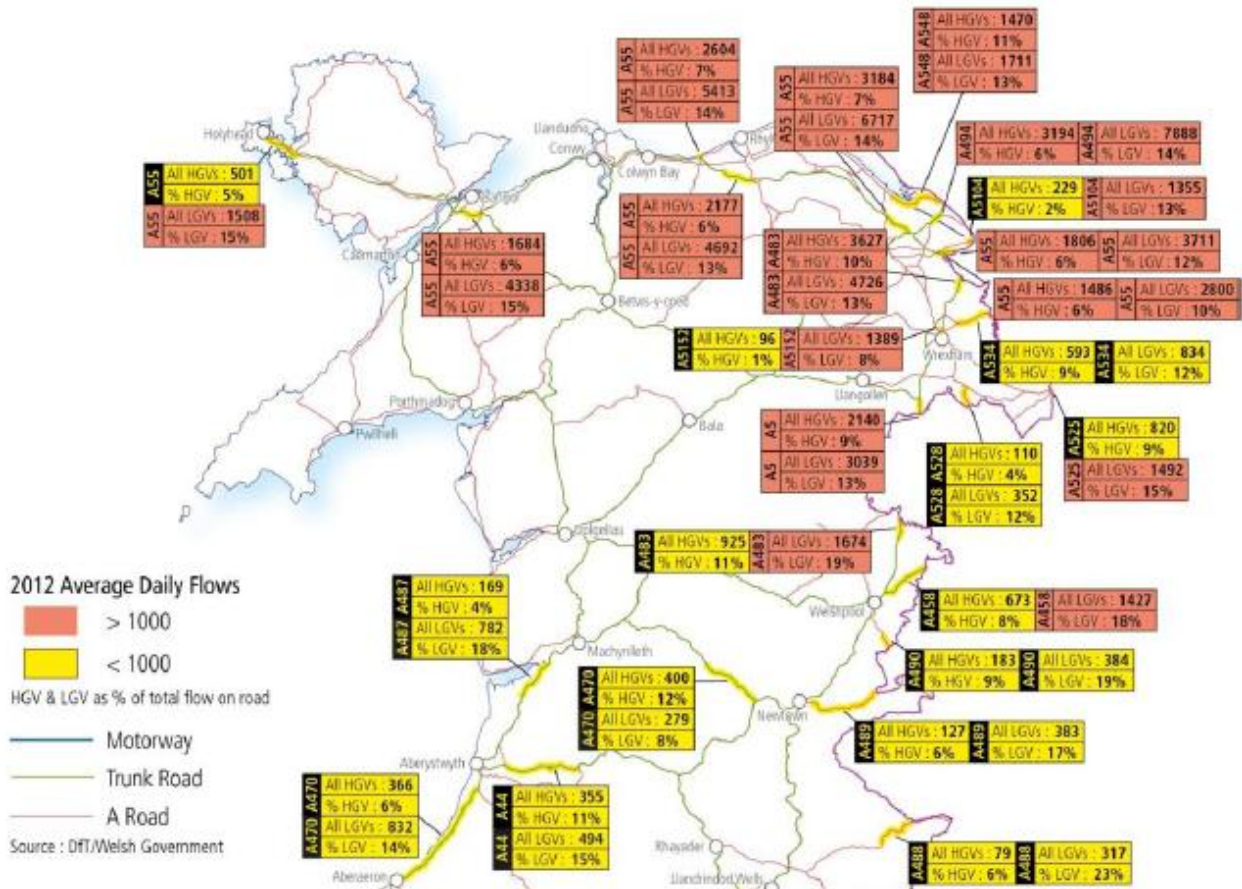 A548 All HGVs : 1470
% HGV : 11%
A548 All LGVs : 1711
% LGV : 13%
A55 All HGVs : 2604
% HGV : 7%
A55 All LGVs : 5413
% LGV : 14%
A55 All HGVs : 3184
% HGV : 7%
A55 All LGVs : 6717
% LGV : 14%
A494 All HGVs : 3194 A494 All LGVs : 7888
% HGV : 6% % LGV : 14%
Holyhead
Llandudno
Conwy
Colwyn Bay
Rhyl
A55 All HGVs : 501
% HGV : 5%
A55 All LGVs : 1508
% LGV : 15%
A5104 All HGVs : 229 A5104 All LGVs : 1355
% HGV : 2% % LGV : 13%
Bangor
Caernarfon
A55 All HGVs : 1684
% HGV : 6%
A55 All LGVs : 4338
% LGV : 15%
A55 All HGVs : 2177
% HGV : 6%
A55 All LGVs : 4692
% LGV : 13%
A483 All HGVs : 3627
% HGV : 10%
A483 All LGVs : 4726
% LGV : 13%
A55 All HGVs : 1806 A55 All LGVs : 3711
% HGV : 6% % LGV : 12%
A55 All HGVs : 1486 A55 All LGVs : 2800
% HGV : 6% % LGV : 10%
Betws-y-coed
A5152 All HGVs : 96 A5152 All LGVs : 1389
% HGV : 1% % LGV : 8%
Wrexham
A534 All HGVs : 593 A534 All LGVs : 834
% HGV : 9% % LGV : 12%
Llangollen
Porthmadog
Pwllheli
Bala
A5 All HGVs : 2140
% HGV : 9%
A5 All LGVs : 3039
% LGV : 13%
A525 All HGVs : 820
% HGV : 9%
A525 All LGVs : 1492
% LGV : 15%
A528 All HGVs : 110
% HGV : 4%
A528 All LGVs : 352
% LGV : 12%
Dolgellau
A483 All HGVs : 925 A483 All LGVs : 1674
% HGV : 11% % LGV : 19%
2012 Average Daily Flows
> 1000
< 1000
HGV & LGV as % of total flow on road
Motorway
Trunk Road
A Road
Source : DfT/Welsh Government
A487 All HGVs : 169
% HGV : 4%
A487 All LGVs : 782
% LGV : 18%
Welshpool
A458 All HGVs : 673 A458 All LGVs : 1427
% HGV : 8% % LGV : 18%
Machynlleth
A490 All HGVs : 183 A490 All LGVs : 384
% HGV : 9% % LGV : 19%
A470 All HGVs : 400
% HGV : 12%
A470 All LGVs : 279
% LGV : 8%
Newtown
A489 All HGVs : 127 A489 All LGVs : 383
% HGV : 6% % LGV : 17%
Aberystwyth
A470 All HGVs : 366
% HGV : 6%
A470 All LGVs : 832
% LGV : 14%
A44 All HGVs : 355
% HGV : 11%
A44 All LGVs : 494
% LGV : 15%
Rhayader
A488 All HGVs : 79 A488 All LGVs : 317
% HGV : 6% % LGV : 23%
Aberaeron
Llandrindod Wells